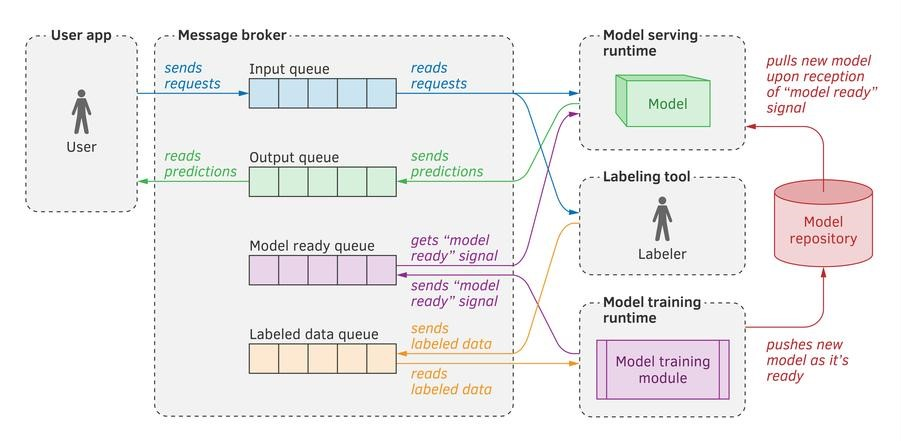 User app
Message broker
Model serving
runtime
sends
requests
Input queue
reads
requests
pulls new model
upon reception
of “model ready”
signal
Model
User
reads
predictions
Output queue
sends
predictions
Labeling tool
Labeler
Model
repository
Model ready queue
gets “model
ready” signal
sends “model
ready” signal
Model training
runtime
Labeled data queue
sends
labeled data
reads
labeled data
Model training
module
pushes new
model as it’s
ready